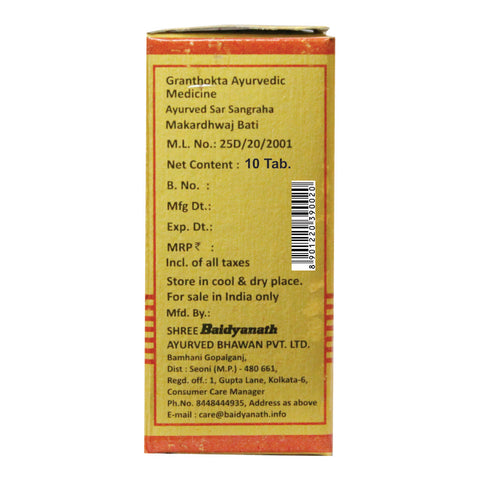 Granthokta Ayurvedic
Medicine
Ayurved Sar Sangraha
Makardhwaj Bati
M.L. No.: 25D/20/2001
Net Content : 10 Tab.
B. No. :
Mfg Dt.:
Exp. Dt.:
MRP ₹ :
Incl. of all taxes
8 901220 390020
Store in cool & dry place.
For sale in India only
Mfd. By.:
SHREE Baidyanath
AYURVED BHAWAN PVT. LTD.
Bamhani Gopalganj,
Dist : Seoni (M.P.) - 480 661,
Regd. off.: 1, Gupta Lane, Kolkata-6,
Consumer Care Manager
Ph.No. 8448444935, Address as above
E-mail : care@baidyanath.info